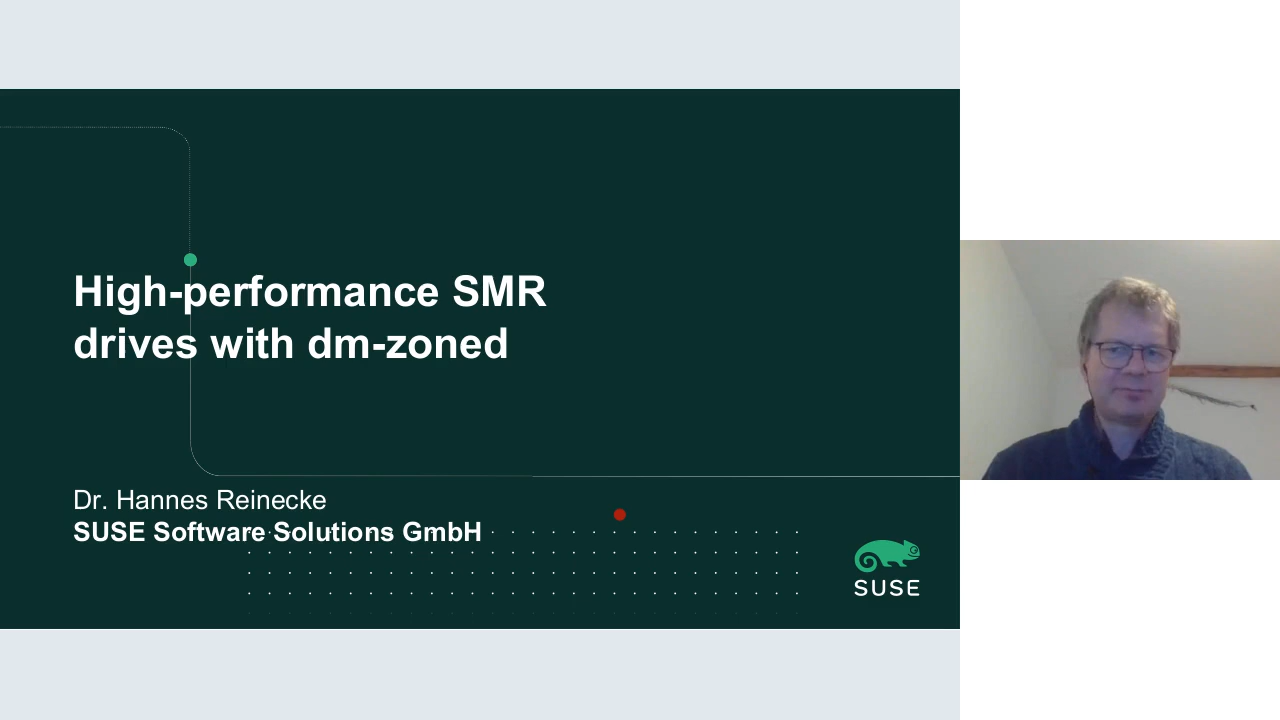 High-performance SMR
drives with dm-zoned
Dr. Hannes Reinecke
SUSE Software Solutions GmbH
SUSE